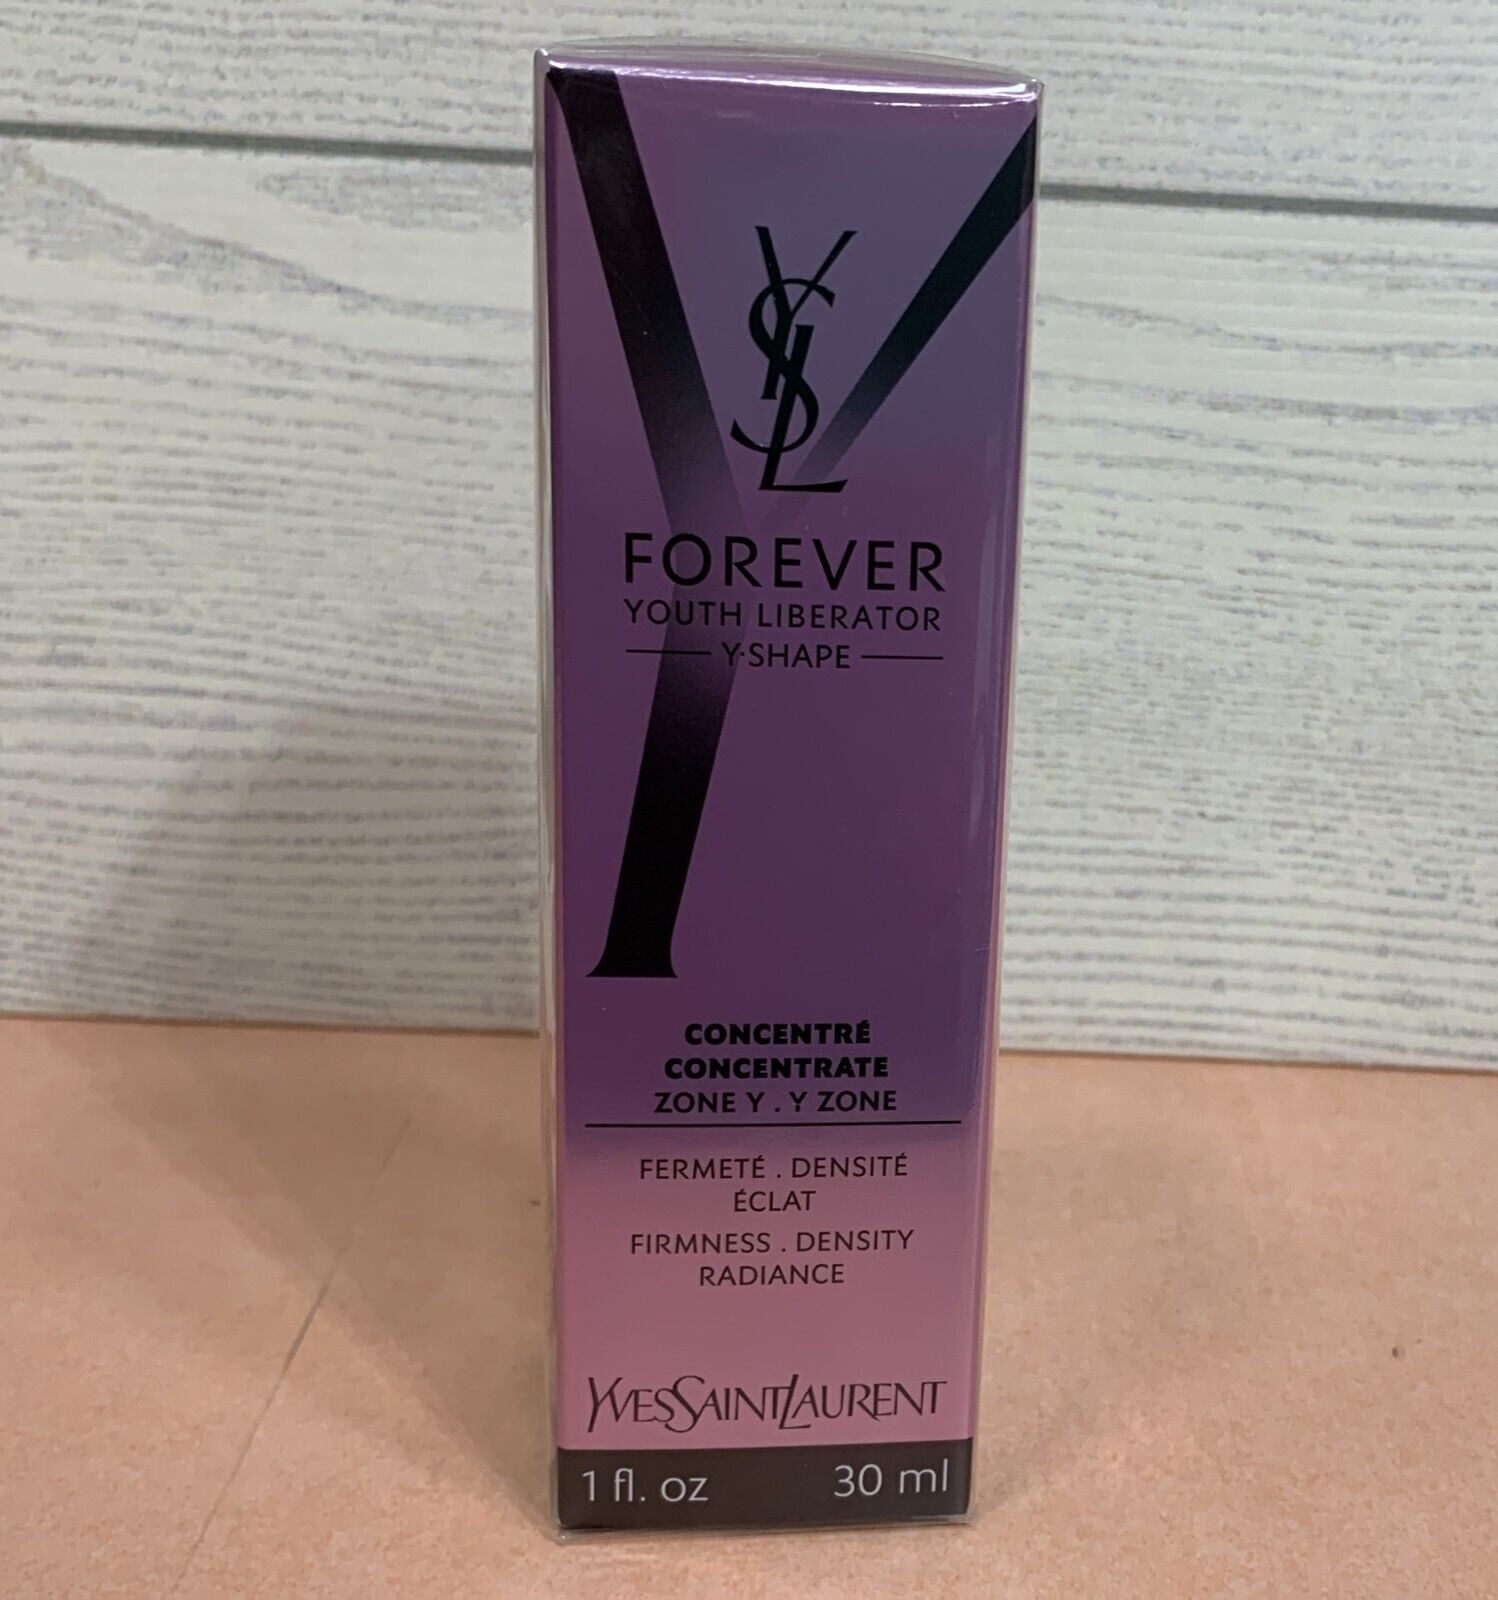 YSL
FOREVER
YOUTH LIBERATOR
Y·SHAPE
CONCENTRÉ
CONCENTRATE
ZONE Y . Y ZONE
FERMETÉ . DENSITÉ
ÉCLAT
FIRMNESS . DENSITY
RADIANCE
YVESSAINTLAURENT
1 fl. oz 30 ml